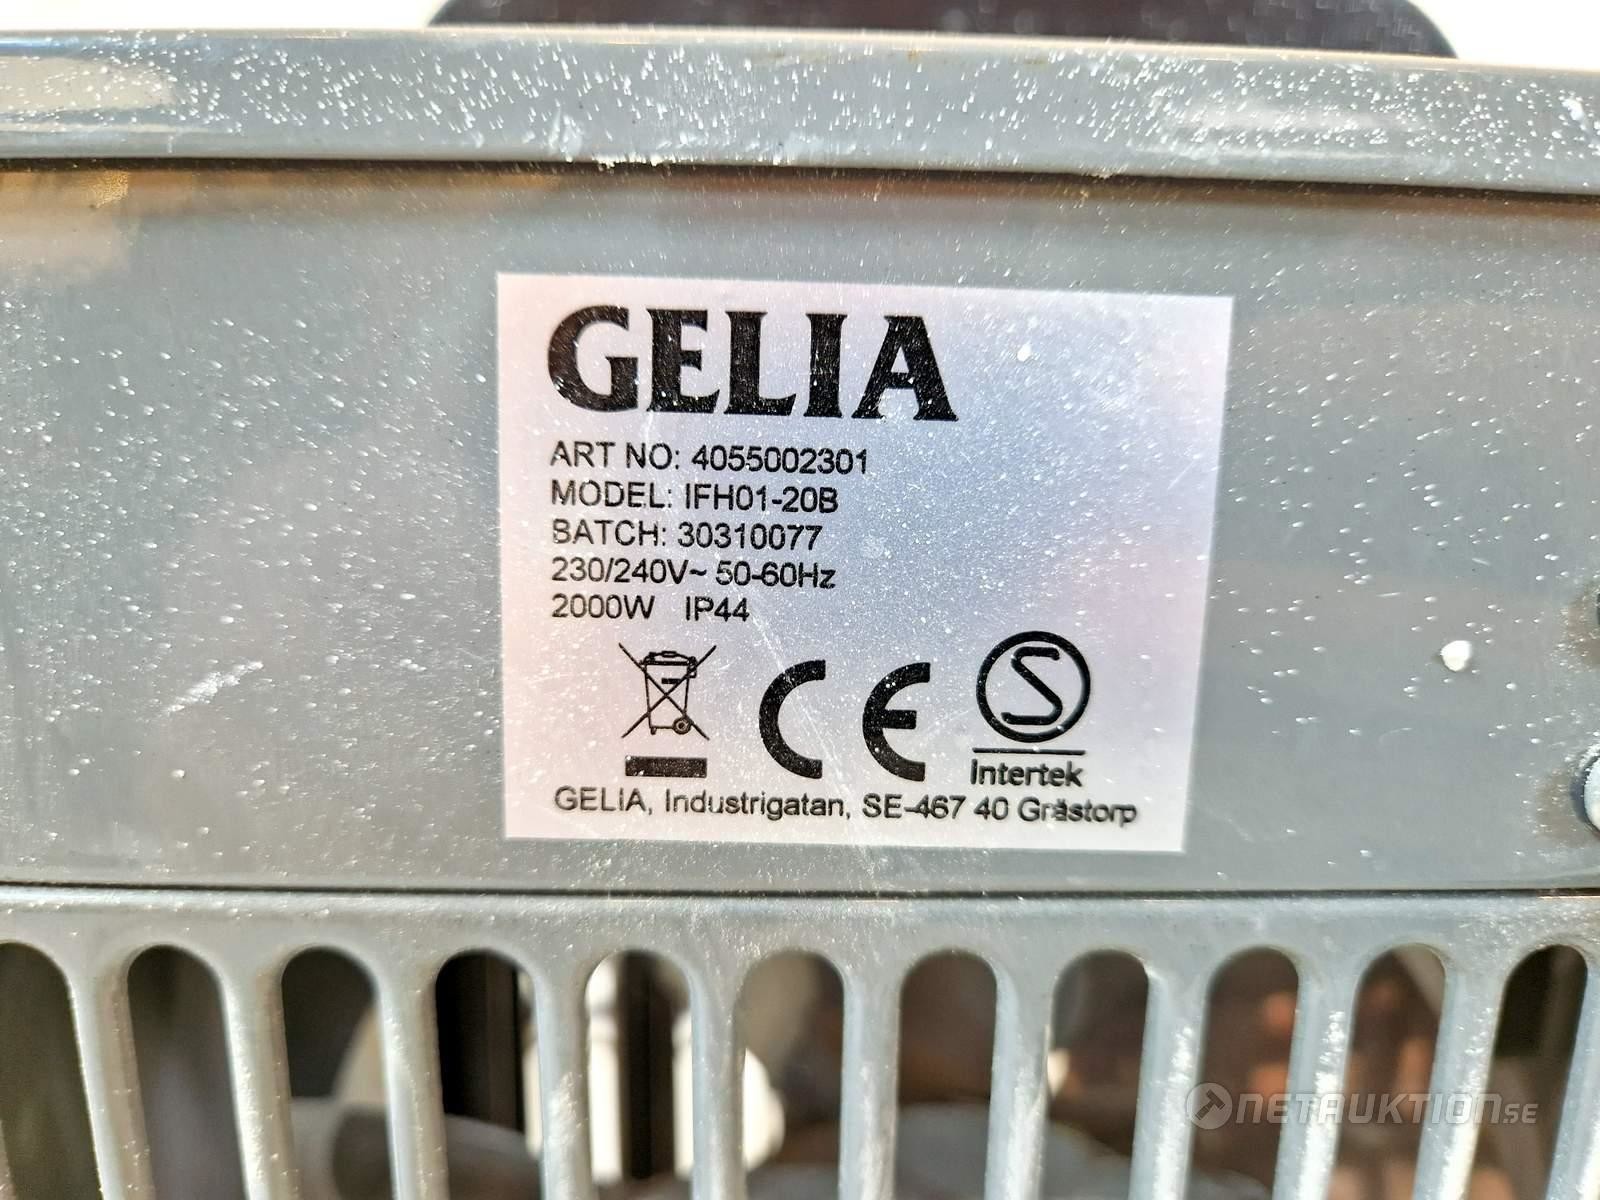 GELIA
ART NO: 4055002301
MODEL: IFH01-20B
BATCH: 30310077
230/240V~ 50-60Hz
2000W IP44
CE
S
Intertek
GELIA, Industrigatan, SE-467 40 Grästorp
NETAUKTION.SE